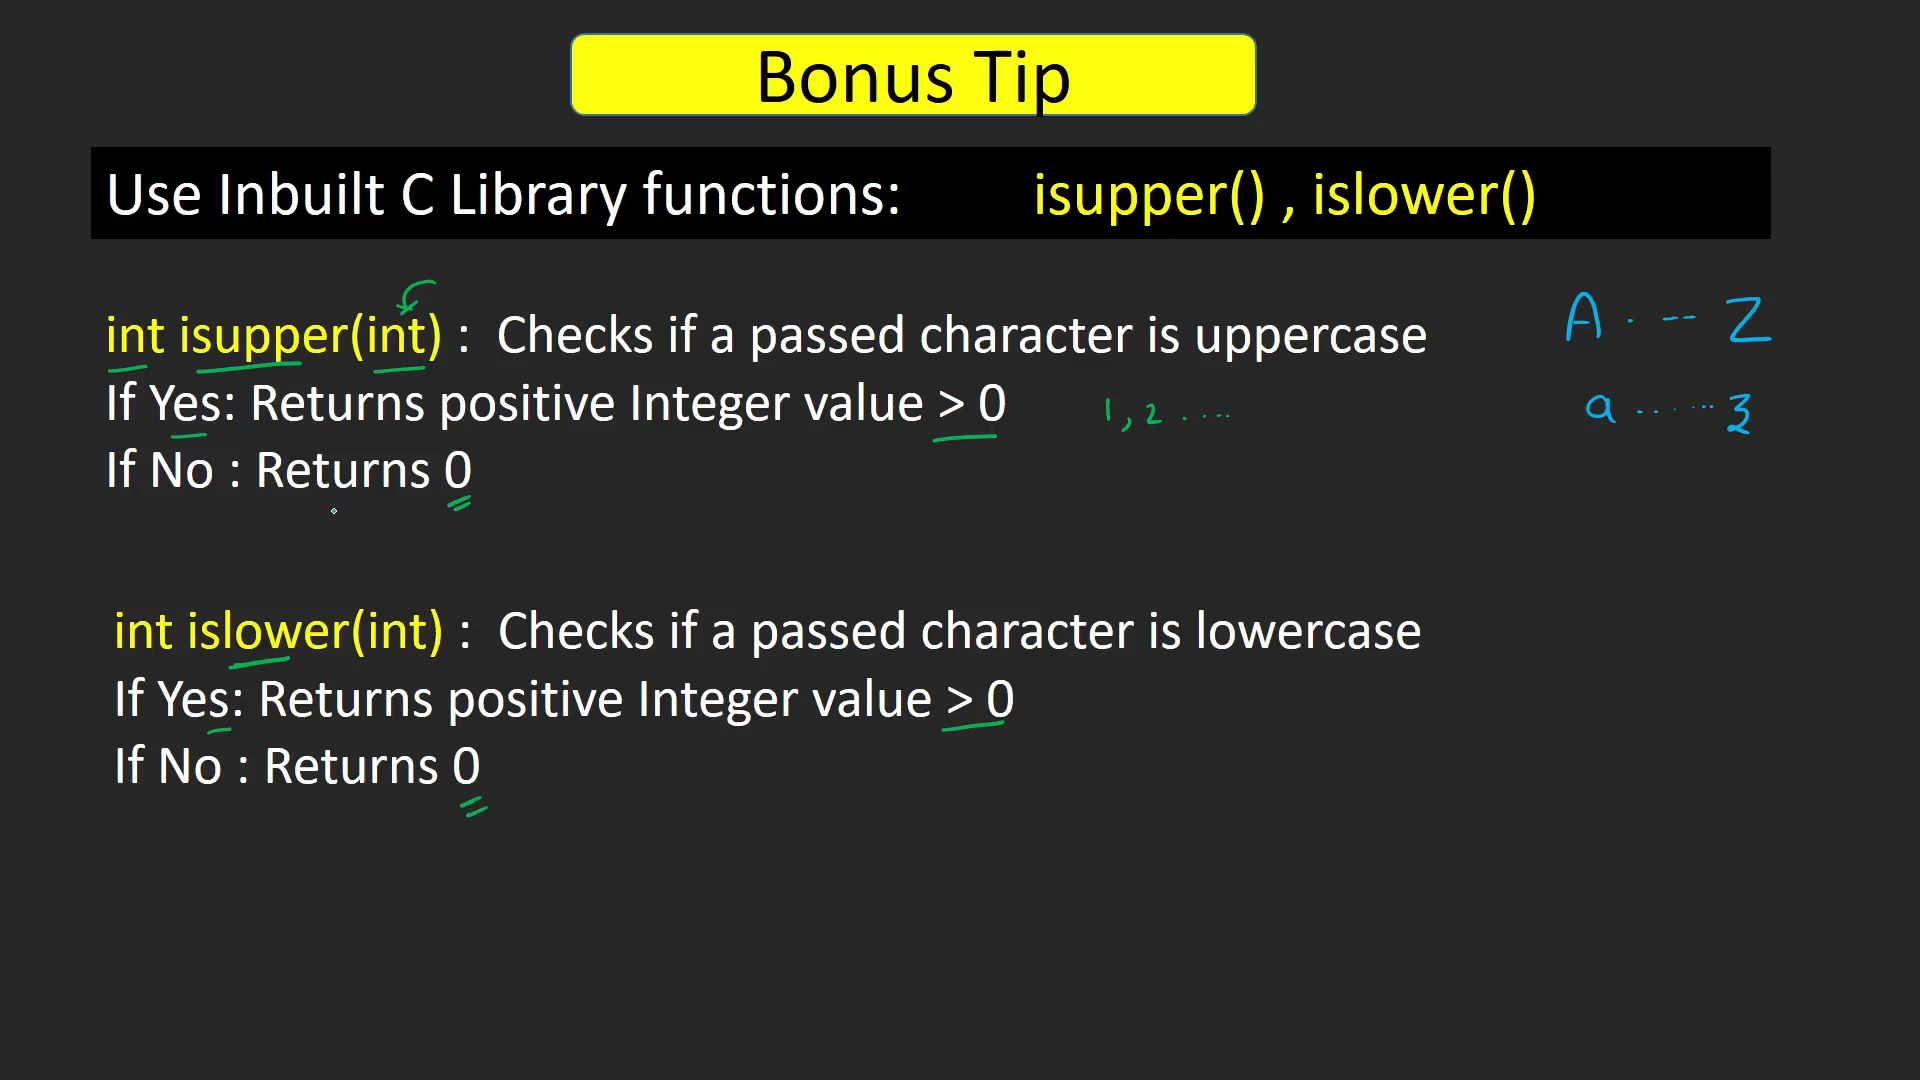 Bonus Tip
Use Inbuilt C Library functions: isupper() , islower()
int isupper(int) : Checks if a passed character is uppercase
A . -- Z
If Yes: Returns positive Integer value > 0
1, 2 . ...
a ...... z
If No : Returns 0
int islower(int) : Checks if a passed character is lowercase
If Yes: Returns positive Integer value > 0
If No : Returns 0